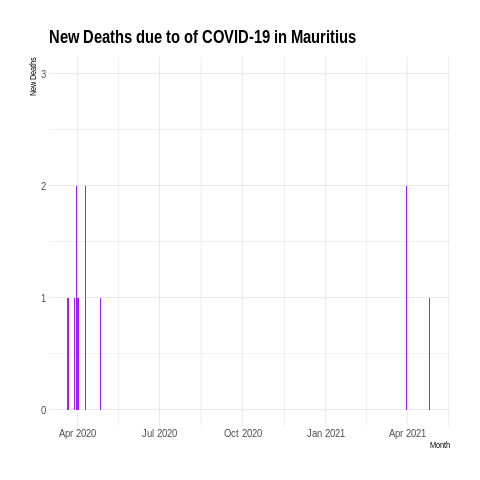 New Deaths due to of COVID-19 in Mauritius
New Deaths
3
2
1
0
Apr 2020 Jul 2020 Oct 2020 Jan 2021 Apr 2021
Month